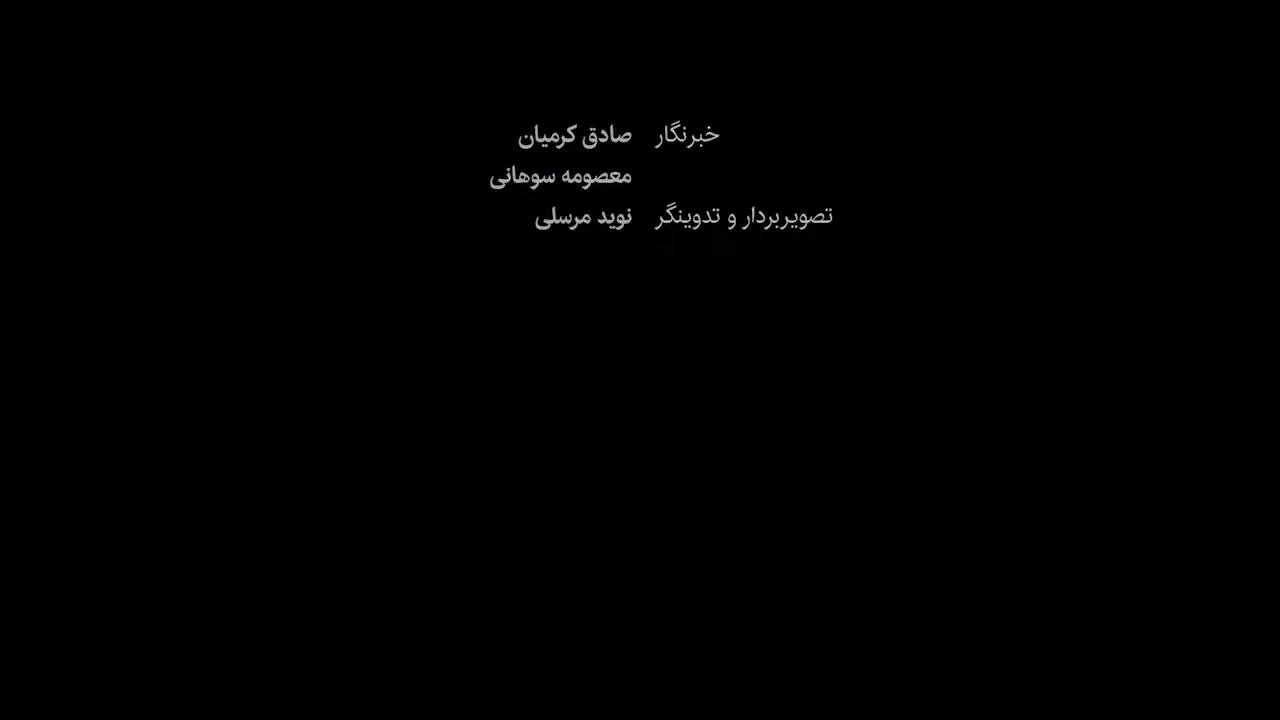 خبرنگار صادق کرمیان
معصومه سوهانی
تصویربردار و تدوینگر نوید مرسلی